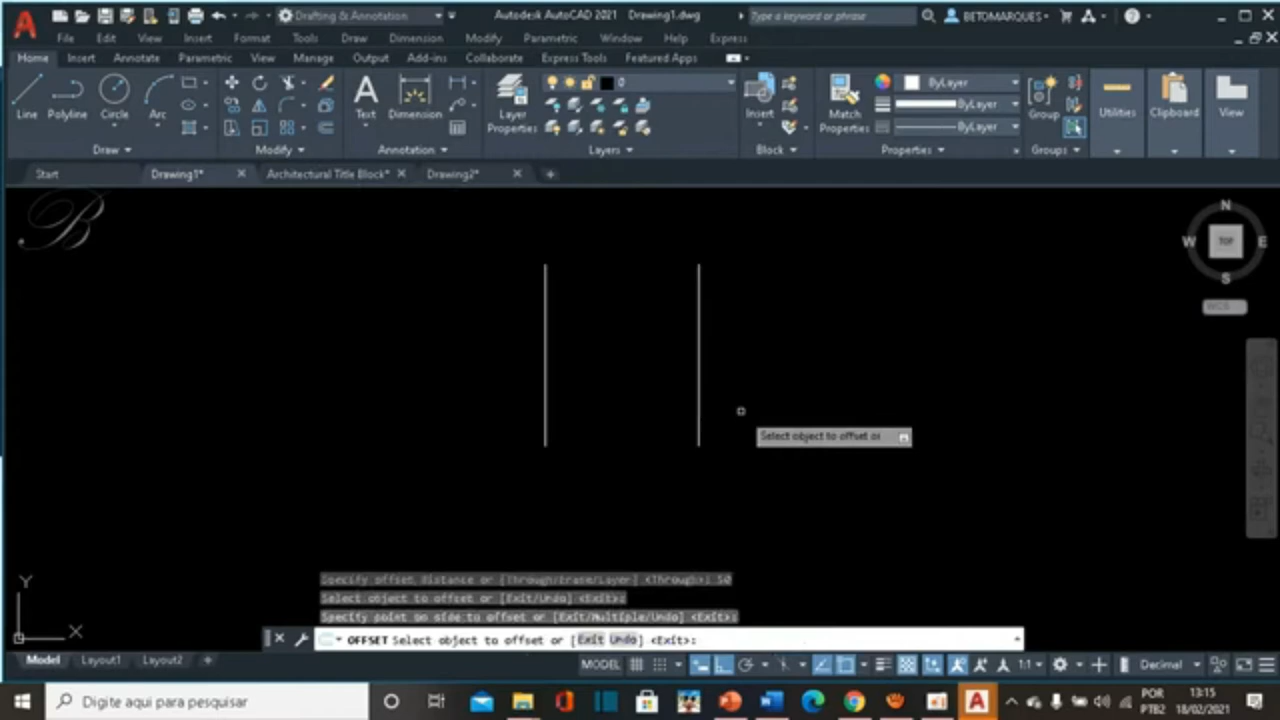 Drafting & Annotation
Autodesk AutoCAD 2021 Drawing1.dwg
Type a keyword or phrase
BETOMARQUES
File Edit View Insert Format Tools Draw Dimension Modify Parametric Window Help Express
Home Insert Annotate Parametric View Manage Output Add-ins Collaborate Express Tools Featured Apps
0
ByLayer
ByLayer
ByLayer
Line Polyline Circle Arc
Text Dimension
Layer Properties
Insert
Match Properties
Group
Utilities
Clipboard
View
Draw Modify Annotation Layers Block Properties Groups
Start Drawing1* Architectural Title Block* Drawing2*
B
N
W TOP E
S
WCS
Select object to offset or
Specify offset distance or [Through/Erase/Layer] <Through>: 50
Select object to offset or [Exit/Undo] <Exit>:
Specify point on side to offset or [Exit/Multiple/Undo] <Exit>:
OFFSET Select object to offset or [Exit Undo] <Exit>:
Y
X
Model Layout1 Layout2 +
MODEL
1:1
Decimal
Digite aqui para pesquisar
POR
PTB2
13:15
18/02/2021